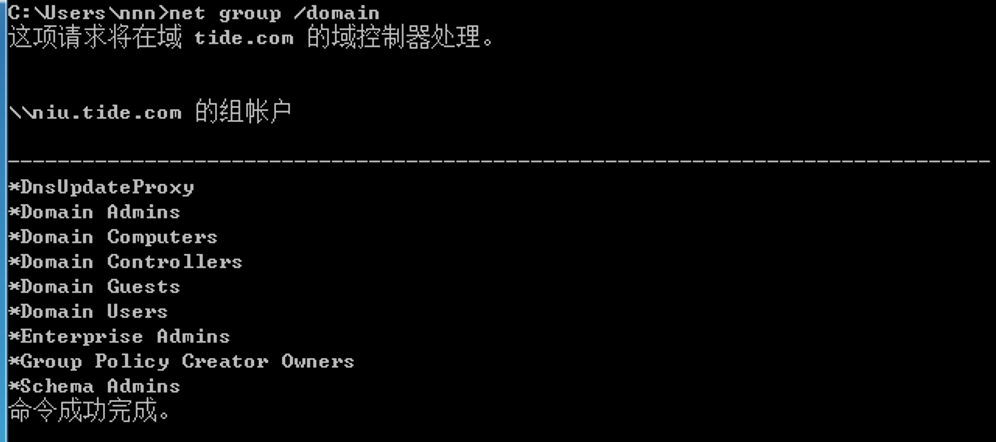 C:\Users\nnn>net group /domain
这项请求将在域 tide.com 的域控制器处理。
\\niu.tide.com 的组帐户
-------------------------------------------------------------------------------
*DnsUpdateProxy
*Domain Admins
*Domain Computers
*Domain Controllers
*Domain Guests
*Domain Users
*Enterprise Admins
*Group Policy Creator Owners
*Schema Admins
命令成功完成。